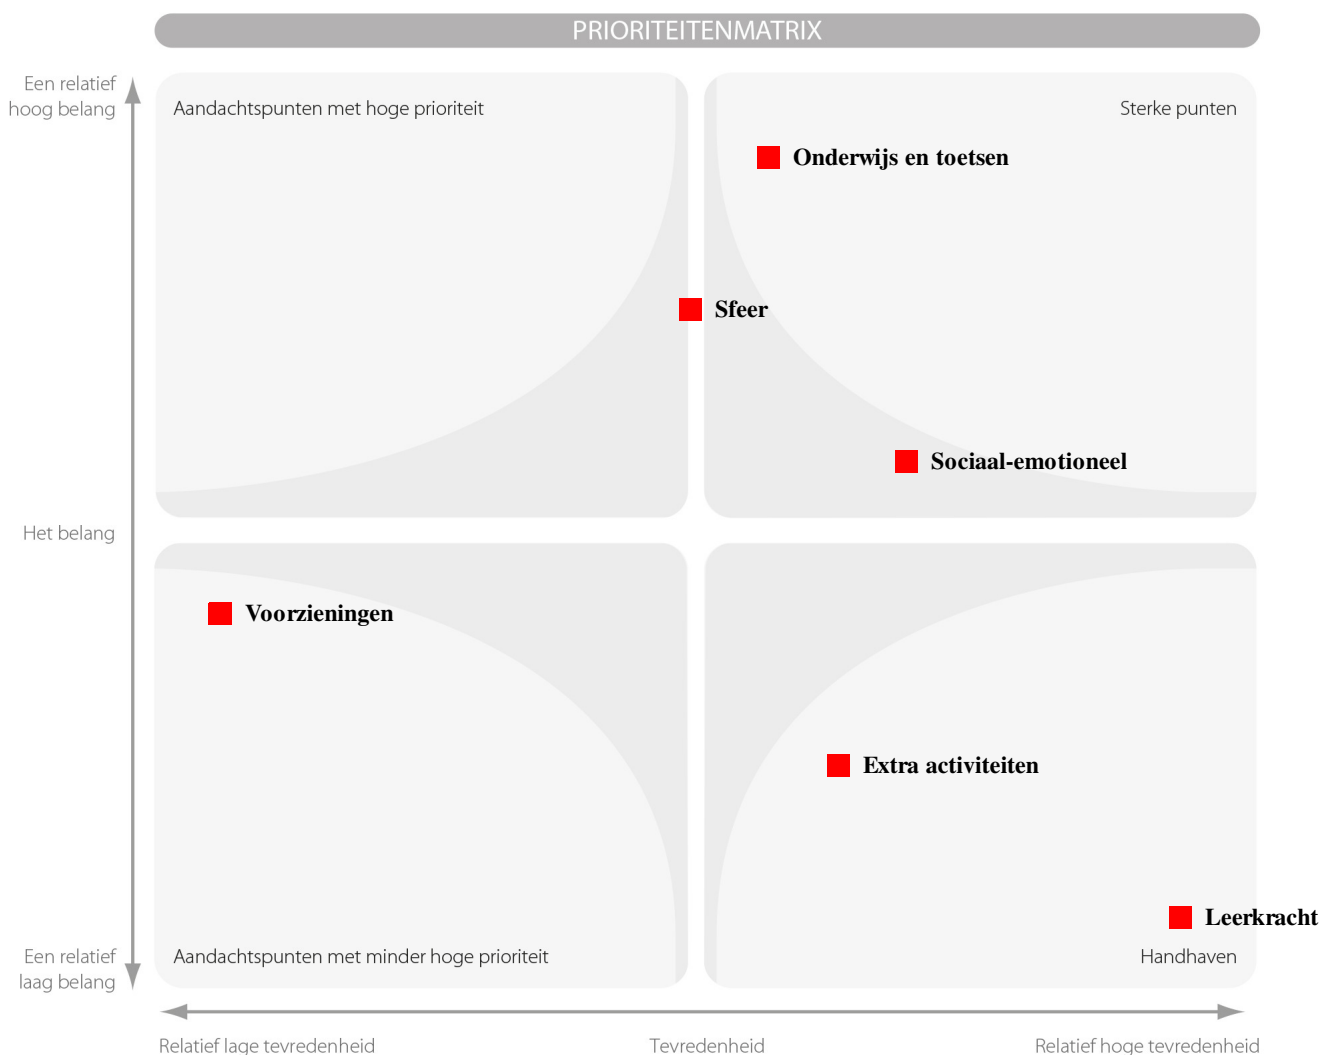 PRIORITEITENMATRIX
Een relatief
hoog belang
Aandachtspunten met hoge prioriteit
Sterke punten
Onderwijs en toetsen
Sfeer
Sociaal-emotioneel
Het belang
Voorzieningen
Extra activiteiten
Leerkracht
Een relatief
laag belang
Aandachtspunten met minder hoge prioriteit
Handhaven
Relatief lage tevredenheid
Tevredenheid
Relatief hoge tevredenheid